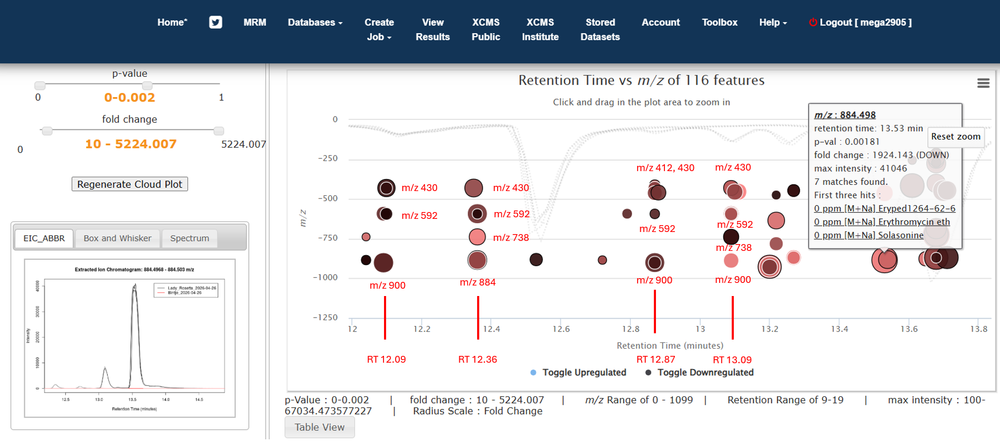 Home*
MRM
Databases
Create
Job
View
Results
XCMS
Public
XCMS
Institute
Stored
Datasets
Account
Toolbox
Help
Logout [ mega2905 ]
p-value
0
0-0.002
1
fold change
0
10 - 5224.007
5224.007
Regenerate Cloud Plot
EIC_ABBR
Box and Whisker
Spectrum
Extracted Ion Chromatogram: 884.4968 - 884.503 m/z
Lady_Rosetta_2026-04-26
Bintje_2026-04-26
Intensity
40000
30000
20000
10000
0
12.5 13.0 13.5 14.0 14.5
Retention Time (minutes)
Retention Time vs m/z of 116 features
Click and drag in the plot area to zoom in
m/z : 884.498
retention time: 13.53 min
p-val : 0.00181
fold change : 1924.143 (DOWN)
max intensity : 41046
7 matches found.
First three hits :
0 ppm [M+Na] Eryped1264-62-6
0 ppm [M+Na] Erythromycin eth
0 ppm [M+Na] Solasonine
Reset zoom
m/z
0
−250
−500
−750
−1000
−1250
m/z 412, 430
m/z 430
m/z 430
m/z 430
m/z 592
m/z 592
m/z 592
m/z 592
m/z 738
m/z 738
m/z 900
m/z 884
m/z 900
m/z 900
12 12.2 12.4 12.6 12.8 13 13.2 13.4 13.6 13.8
Retention Time (minutes)
RT 12.09
RT 12.36
RT 12.87
RT 13.09
Toggle Upregulated
Toggle Downregulated
p-Value : 0-0.002 | fold change : 10 - 5224.007 | m/z Range of 0 - 1099 | Retention Range of 9-19 | max intensity : 100-
67034.473577227 | Radius Scale : Fold Change
Table View